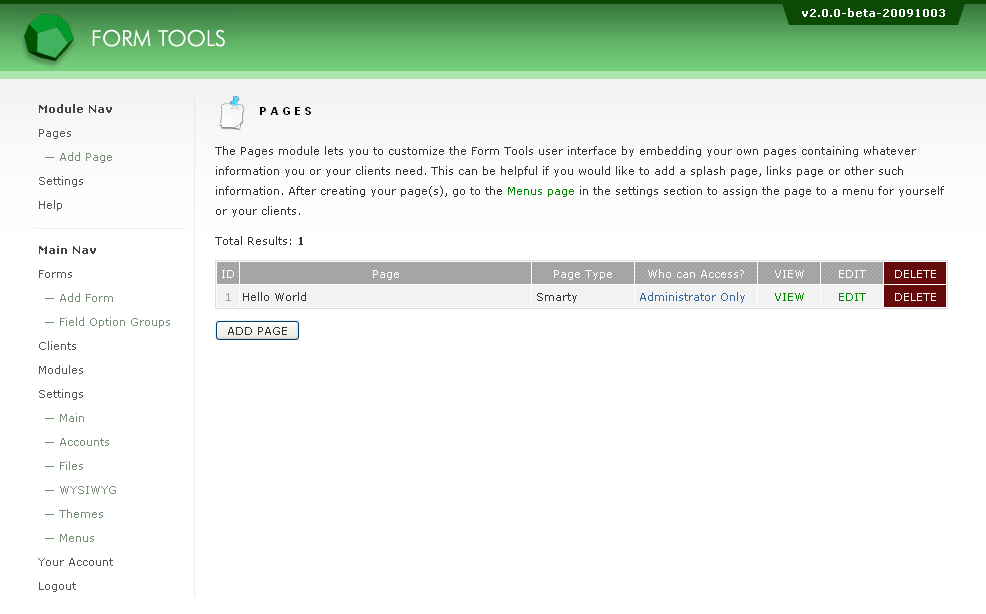 v2.0.0-beta-20091003
FORM TOOLS
Module Nav
Pages
— Add Page
Settings
Help
Main Nav
Forms
— Add Form
— Field Option Groups
Clients
Modules
Settings
— Main
— Accounts
— Files
— WYSIWYG
— Themes
— Menus
Your Account
Logout
PAGES
The Pages module lets you to customize the Form Tools user interface by embedding your own pages containing whatever
information you or your clients need. This can be helpful if you would like to add a splash page, links page or other such
information. After creating your page(s), go to the Menus page in the settings section to assign the page to a menu for yourself
or your clients.
Total Results: 1
ID Page Page Type Who can Access? VIEW EDIT DELETE
1 Hello World Smarty Administrator Only VIEW EDIT DELETE
ADD PAGE